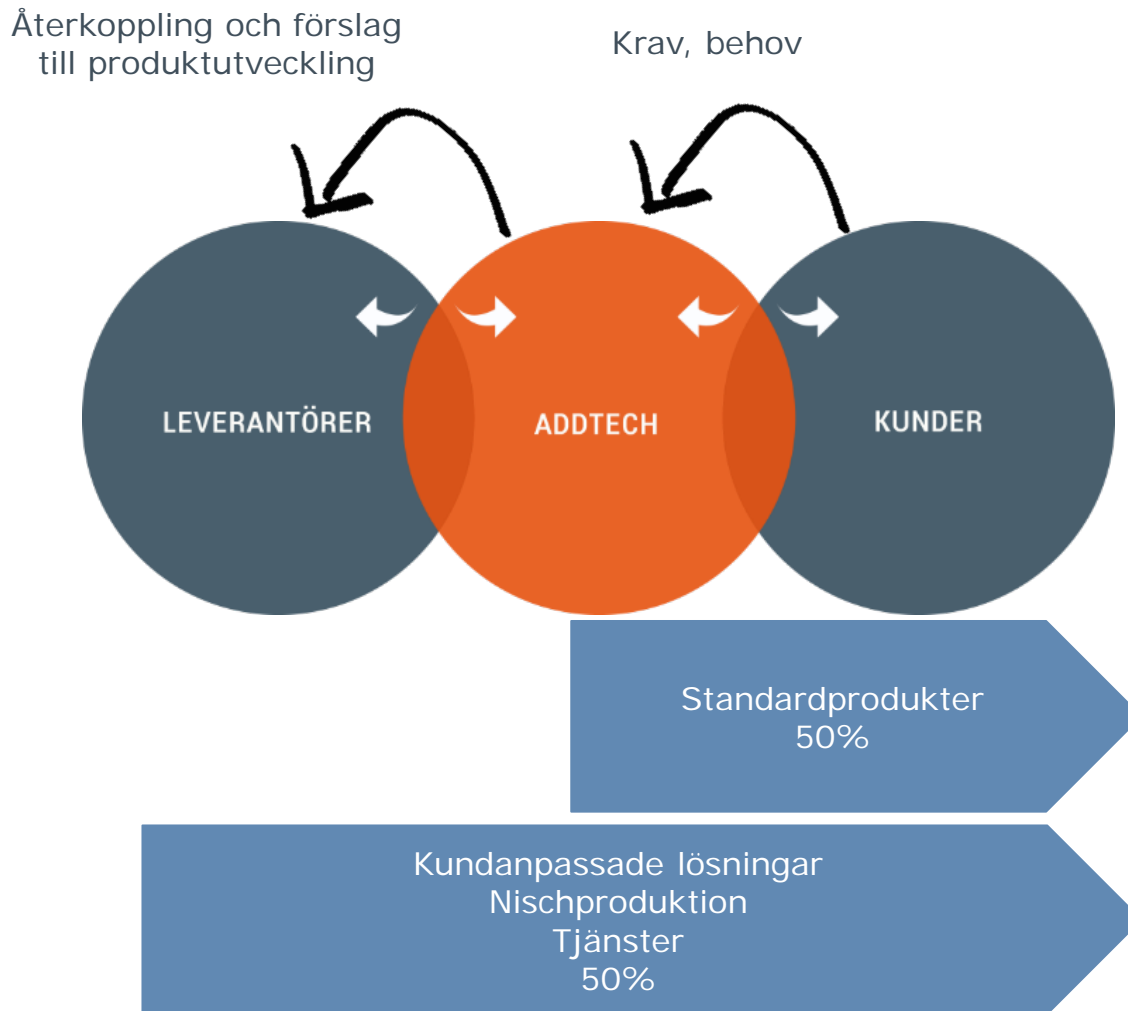 Återkoppling och förslag
till produktutveckling
Krav, behov
LEVERANTÖRER
ADDTECH
KUNDER
Standardprodukter
50%
Kundanpassade lösningar
Nischproduktion
Tjänster
50%